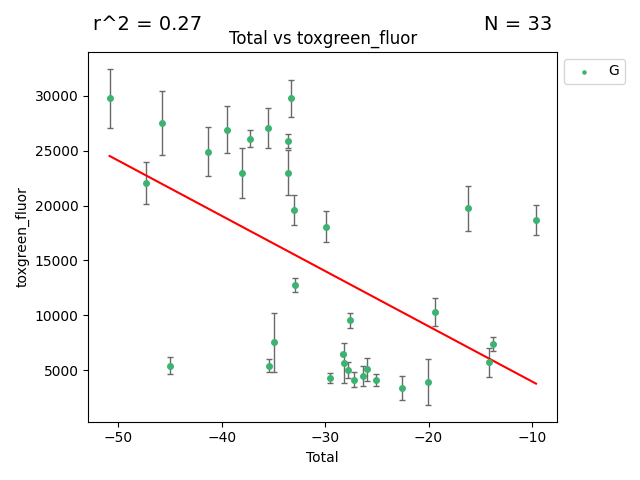 r^2 = 0.27
N = 33
Total vs toxgreen_fluor
G
30000
25000
20000
15000
10000
5000
toxgreen_fluor
−50
−40
−30
−20
−10
Total